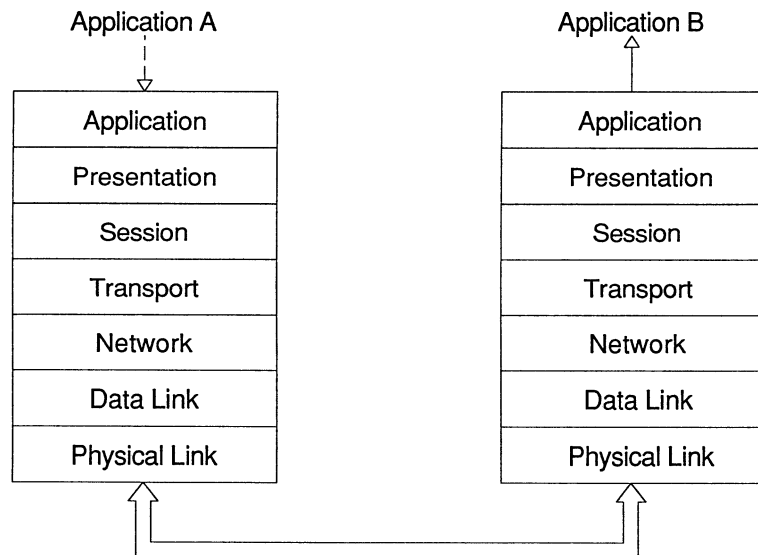 Application A
Application B
Application
Presentation
Session
Transport
Network
Data Link
Physical Link
Application
Presentation
Session
Transport
Network
Data Link
Physical Link